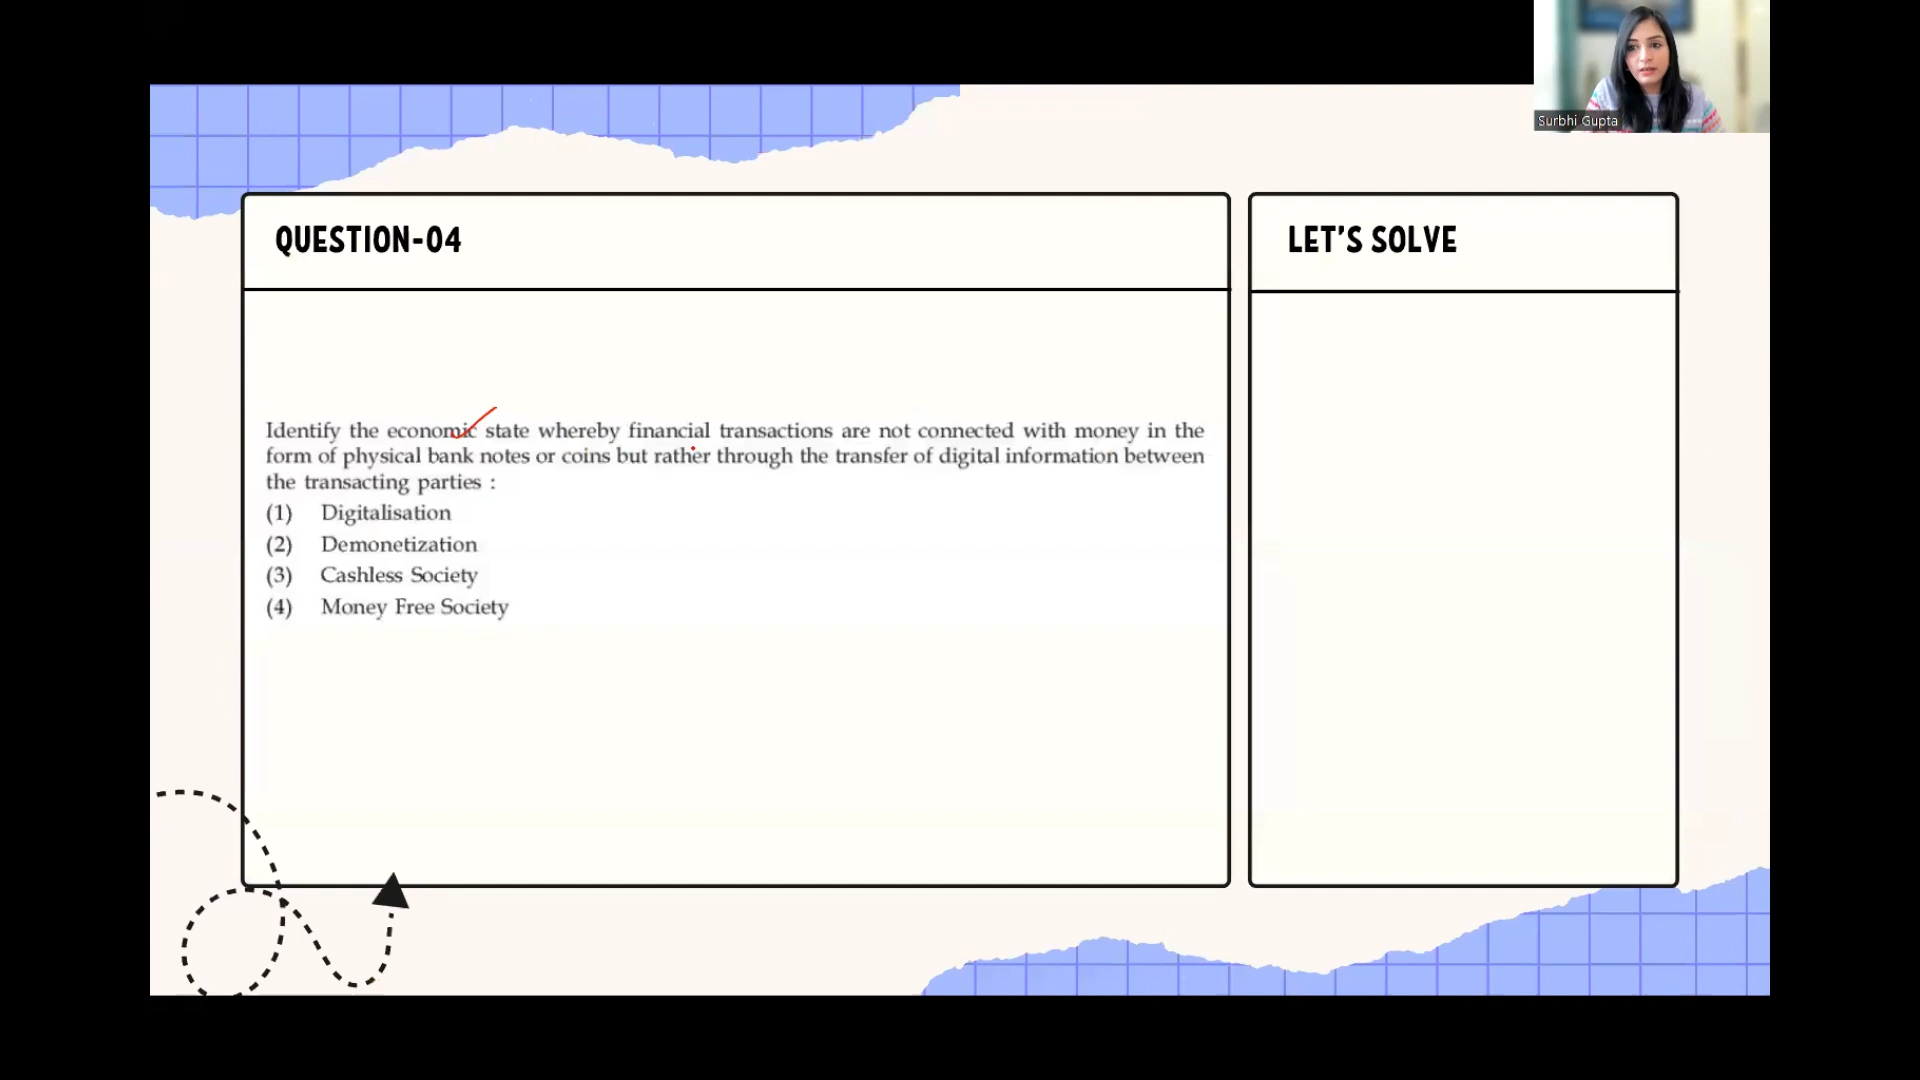 Surbhi Gupta
QUESTION-04
LET'S SOLVE
Identify the economic state whereby financial transactions are not connected with money in the
form of physical bank notes or coins but rather through the transfer of digital information between
the transacting parties :
(1) Digitalisation
(2) Demonetization
(3) Cashless Society
(4) Money Free Society